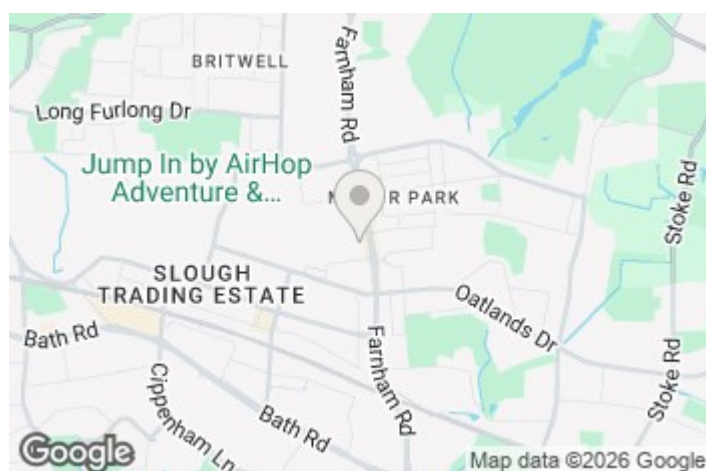 BRITWELL
Farnham Rd
Long Furlong Dr
Jump In by AirHop
Adventure &...
R PARK
Stoke Rd
SLOUGH
TRADING ESTATE
Oatlands Dr
Bath Rd
Farnham Rd
Stoke Rd
Cippenham Ln
Bath Rd
Google
Map data ©2026 Google